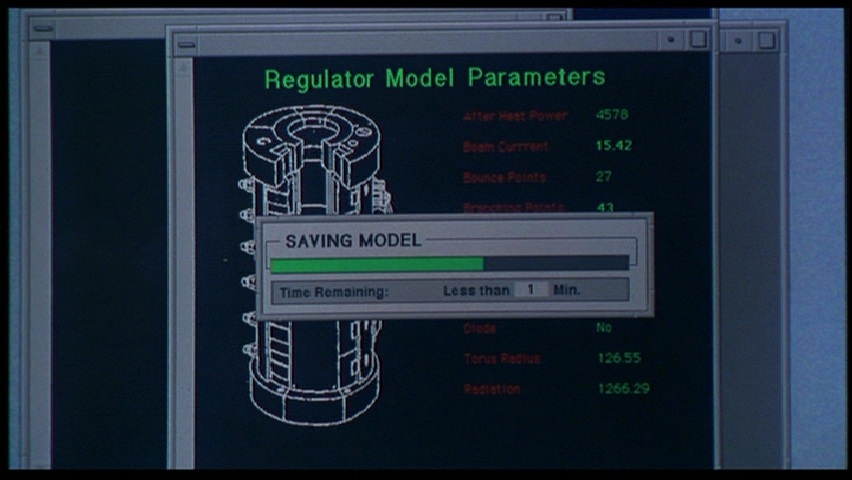 Regulator Model Parameters
After Heat Power 4578
Beam Currrent 15.42
Bounce Points 27
Branching Points 43
SAVING MODEL
Time Remaining: Less than 1 Min.
Diode No
Torus Radius 126.55
Radiation 1266.29